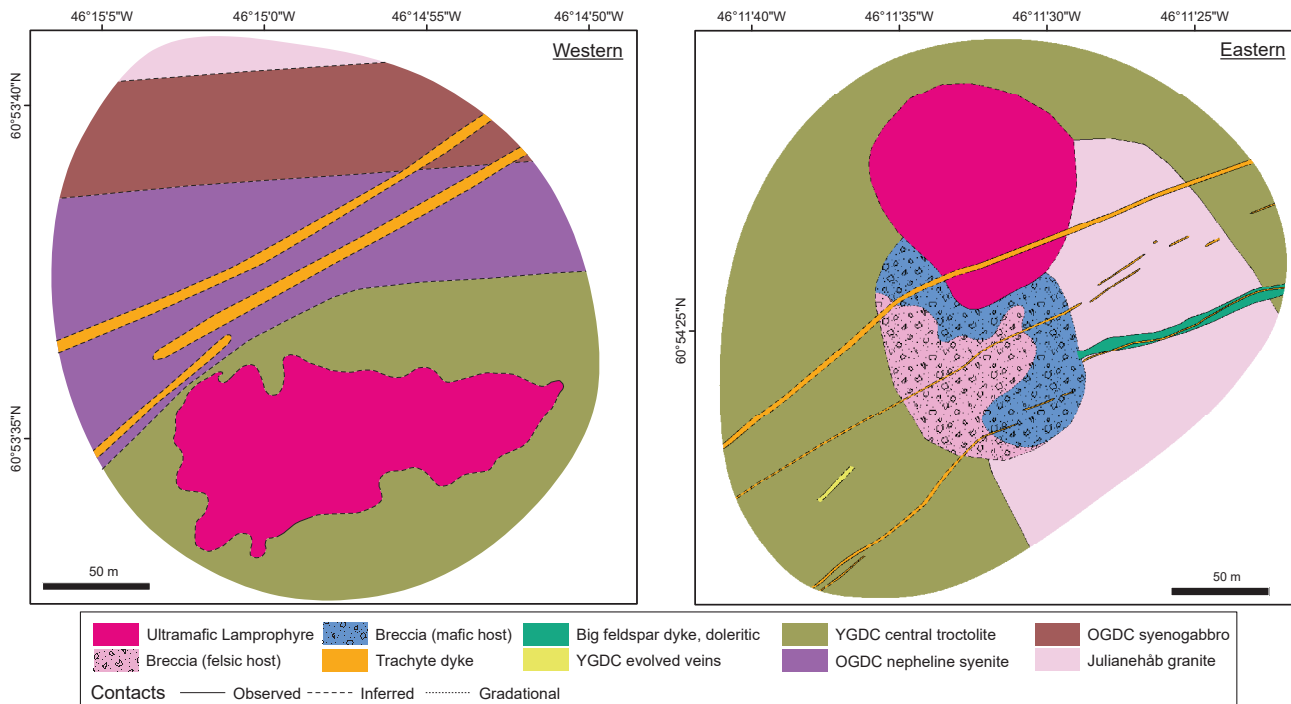 46°15'5"W 46°15'0"W 46°14'55"W 46°14'50"W
46°11'40"W 46°11'35"W 46°11'30"W 46°11'25"W
Western
Eastern
60°53'40"N
60°53'35"N
60°54'25"N
50 m
50 m
Ultramafic Lamprophyre
Breccia (mafic host)
Big feldspar dyke, doleritic
YGDC central troctolite
OGDC syenogabbro
Breccia (felsic host)
Trachyte dyke
YGDC evolved veins
OGDC nepheline syenite
Julianehåb granite
Contacts Observed Inferred Gradational